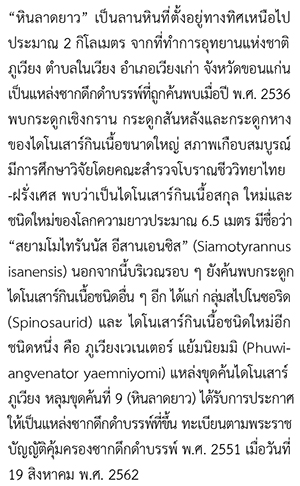 “หินลาดยาว” เป็นลานหินที่ตั้งอยู่ทางทิศเหนือไป
ประมาณ 2 กิโลเมตร จากที่ทำการอุทยานแห่งชาติ
ภูเวียง ตำบลในเวียง อำเภอเวียงเก่า จังหวัดขอนแก่น
เป็นแหล่งซากดึกดำบรรพ์ที่ถูกค้นพบเมื่อปี พ.ศ. 2536
พบกระดูกเชิงกราน กระดูกสันหลังและกระดูกหาง
ของไดโนเสาร์กินเนื้อขนาดใหญ่ สภาพเกือบสมบูรณ์
มีการศึกษาวิจัยโดยคณะสำรวจโบราณชีววิทยาไทย
-ฝรั่งเศส พบว่าเป็นไดโนเสาร์กินเนื้อสกุล ใหม่และ
ชนิดใหม่ของโลกความยาวประมาณ 6.5 เมตร มีชื่อว่า
“สยามโมไทรันนัส อีสานเอนซิส” (Siamotyrannus
isanensis) นอกจากนี้บริเวณรอบ ๆ ยังค้นพบกระดูก
ไดโนเสาร์กินเนื้อชนิดอื่น ๆ อีก ได้แก่ กลุ่มสไปโนซอริด
(Spinosaurid) และ ไดโนเสาร์กินเนื้อชนิดใหม่อีก
ชนิดหนึ่ง คือ ภูเวียงเวเนเตอร์ แย้มนิยมมิ (Phuwi-
angvenator yaemniyomi) แหล่งขุดค้นไดโนเสาร์
ภูเวียง หลุมขุดค้นที่ 9 (หินลาดยาว) ได้รับการประกาศ
ให้เป็นแหล่งซากดึกดำบรรพ์ที่ขึ้น ทะเบียนตามพระราช
บัญญัติคุ้มครองซากดึกดำบรรพ์ พ.ศ. 2551 เมื่อวันที่
19 สิงหาคม พ.ศ. 2562